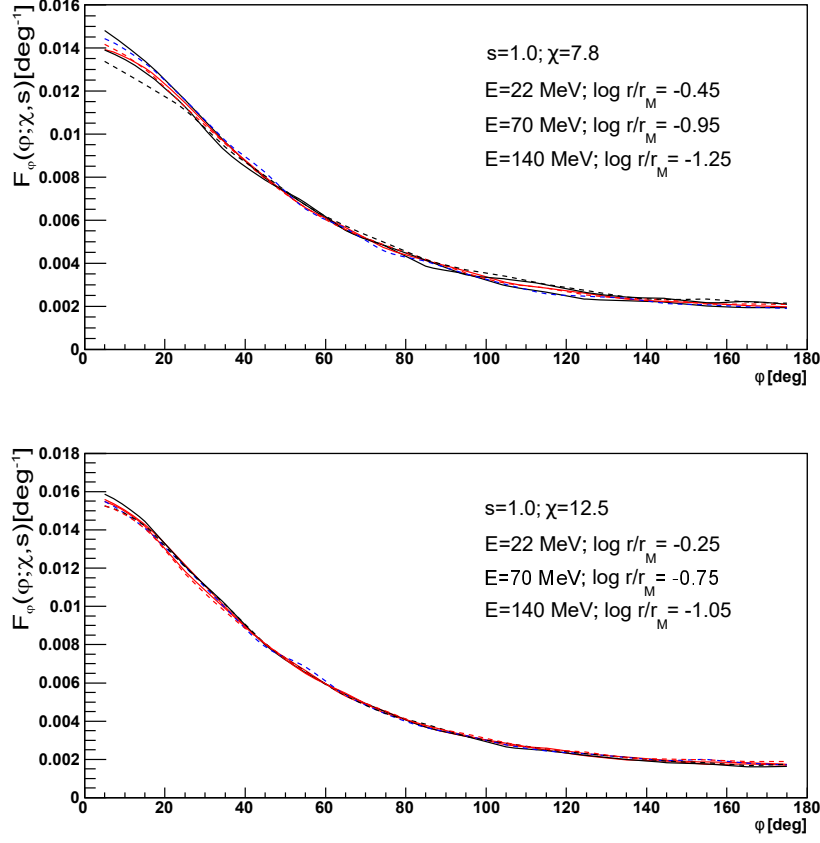 F_φ(φ;χ,s)[deg⁻¹]
0.016
0.014
0.012
0.01
0.008
0.006
0.004
0.002
0
s=1.0; χ=7.8
E=22 MeV; log r/r_M= -0.45
E=70 MeV; log r/r_M= -0.95
E=140 MeV; log r/r_M= -1.25
0 20 40 60 80 100 120 140 160 180
φ [deg]
F_φ(φ;χ,s)[deg⁻¹]
0.018
0.016
0.014
0.012
0.01
0.008
0.006
0.004
0.002
0
s=1.0; χ=12.5
E=22 MeV; log r/r_M= -0.25
E=70 MeV; log r/r_M= -0.75
E=140 MeV; log r/r_M= -1.05
0 20 40 60 80 100 120 140 160 180
φ [deg]